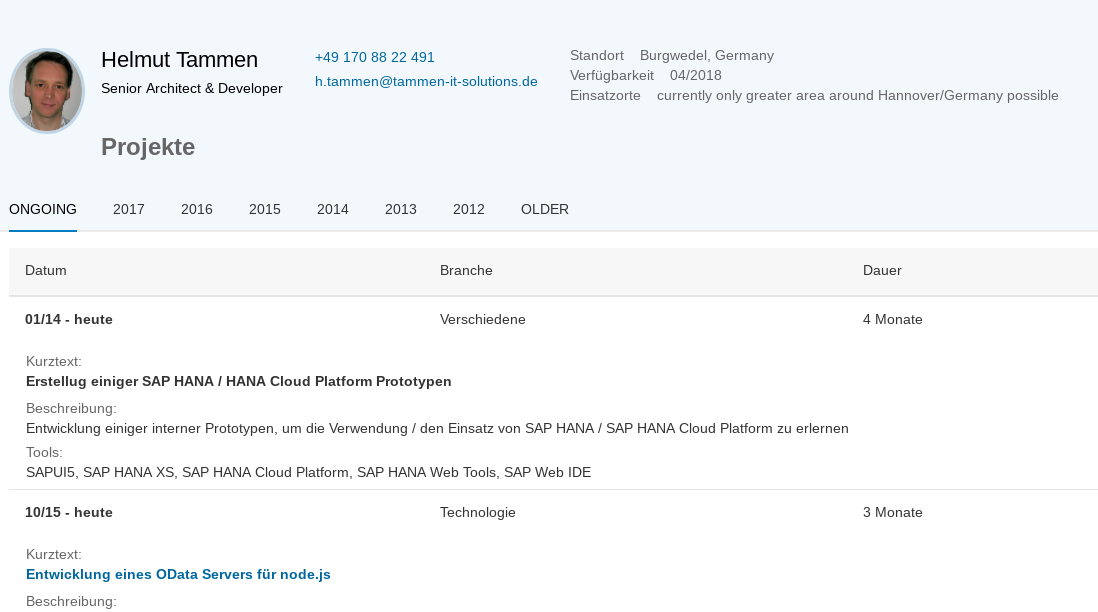 Helmut Tammen
Senior Architect & Developer
+49 170 88 22 491
h.tammen@tammen-it-solutions.de
Standort Burgwedel, Germany
Verfügbarkeit 04/2018
Einsatzorte currently only greater area around Hannover/Germany possible
Projekte
ONGOING 2017 2016 2015 2014 2013 2012 OLDER
Datum Branche Dauer
01/14 - heute Verschiedene 4 Monate
Kurztext:
Erstellug einiger SAP HANA / HANA Cloud Platform Prototypen
Beschreibung:
Entwicklung einiger interner Prototypen, um die Verwendung / den Einsatz von SAP HANA / SAP HANA Cloud Platform zu erlernen
Tools:
SAPUI5, SAP HANA XS, SAP HANA Cloud Platform, SAP HANA Web Tools, SAP Web IDE
10/15 - heute Technologie 3 Monate
Kurztext:
Entwicklung eines OData Servers für node.js
Beschreibung: